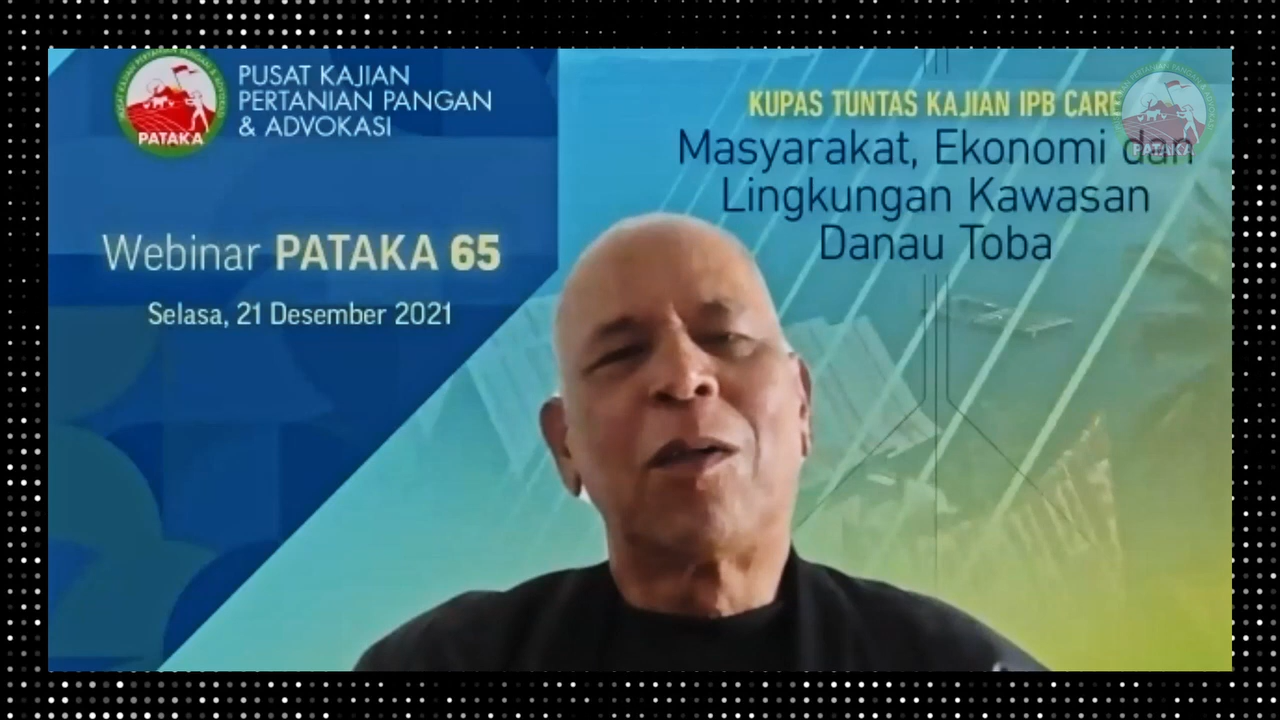 PUSAT KAJIAN
PERTANIAN PANGAN
& ADVOKASI
PATAKA
Webinar PATAKA 65
Selasa, 21 Desember 2021
KUPAS TUNTAS KAJIAN IPB CARE
Masyarakat, Ekonomi dan
Lingkungan Kawasan
Danau Toba
PATAKA